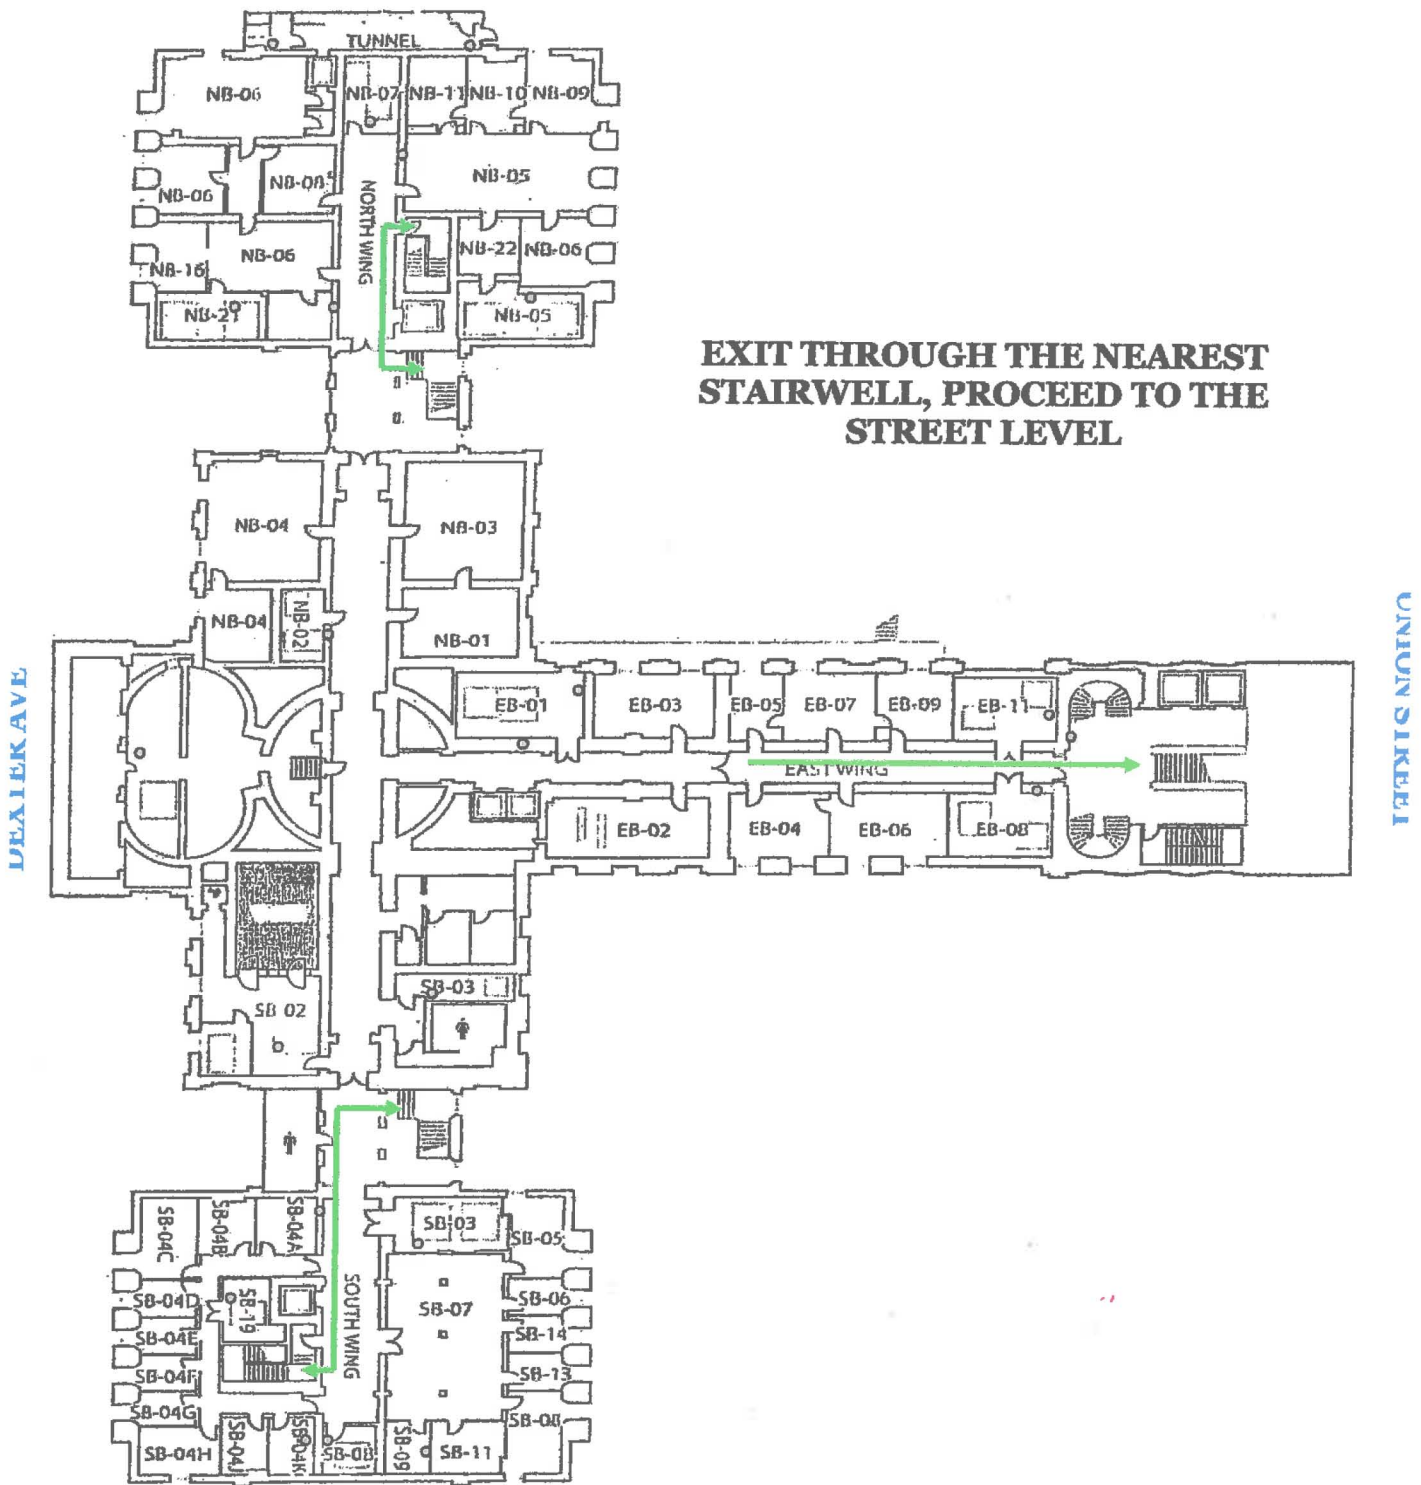 TUNNEL
NB-06
NB-07
NB-11
NB-10
NB-09
NB-06
NB-08
NORTH WING
NB-05
NB-16
NB-06
NB-22
NB-06
NB-21
NB-05
EXIT THROUGH THE NEAREST
STAIRWELL, PROCEED TO THE
STREET LEVEL
NB-04
NB-03
NB-04
NB-02
NB-01
DEXTER AVE
UNION STREET
EB-01
EB-03
EB-05
EB-07
EB-09
EB-11
EAST WING
EB-02
EB-04
EB-06
EB-08
SB-03
SB 02
SB-04C
SB-04B
SB-04A
SB-03
SB-05
SB-04D
SB-19
SOUTH WING
SB-07
SB-06
SB-04E
SB-14
SB-04F
SB-13
SB-04G
SB-08
SB-04H
SB-04J
SB-04K
SB-08
SB-09
SB-11